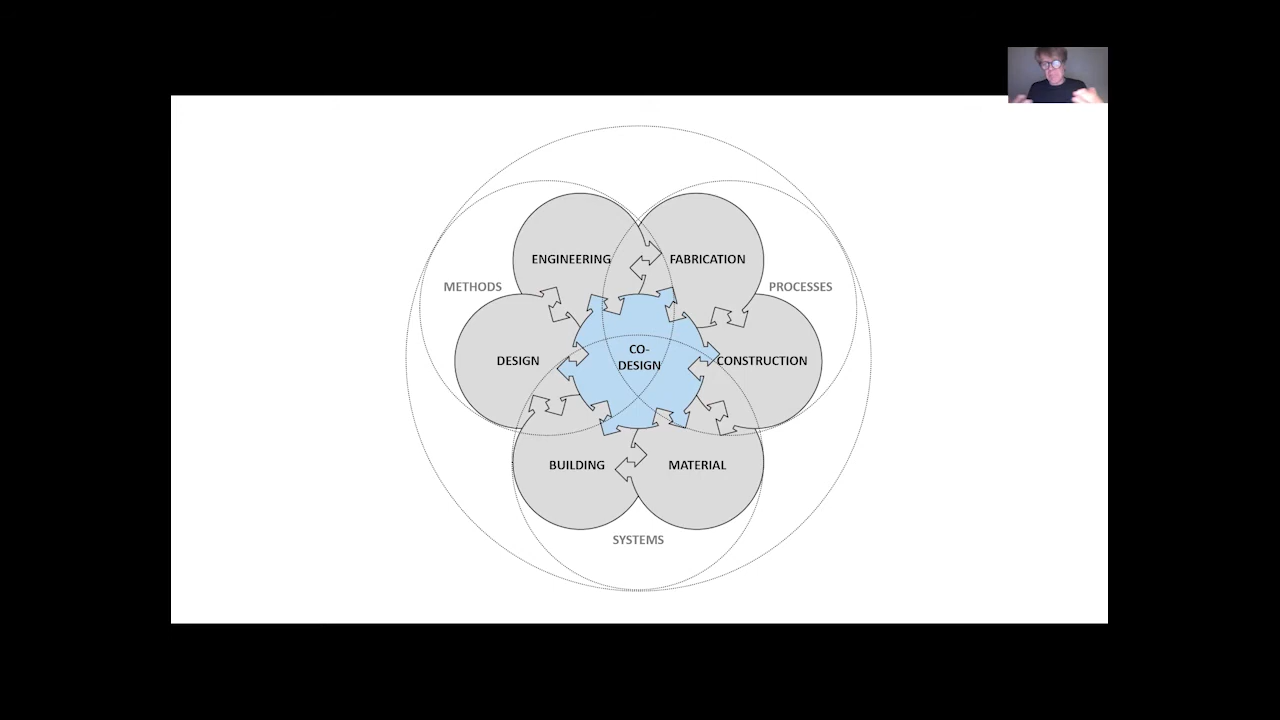 ENGINEERING
FABRICATION
METHODS
PROCESSES
CO-
DESIGN
DESIGN
CONSTRUCTION
BUILDING
MATERIAL
SYSTEMS